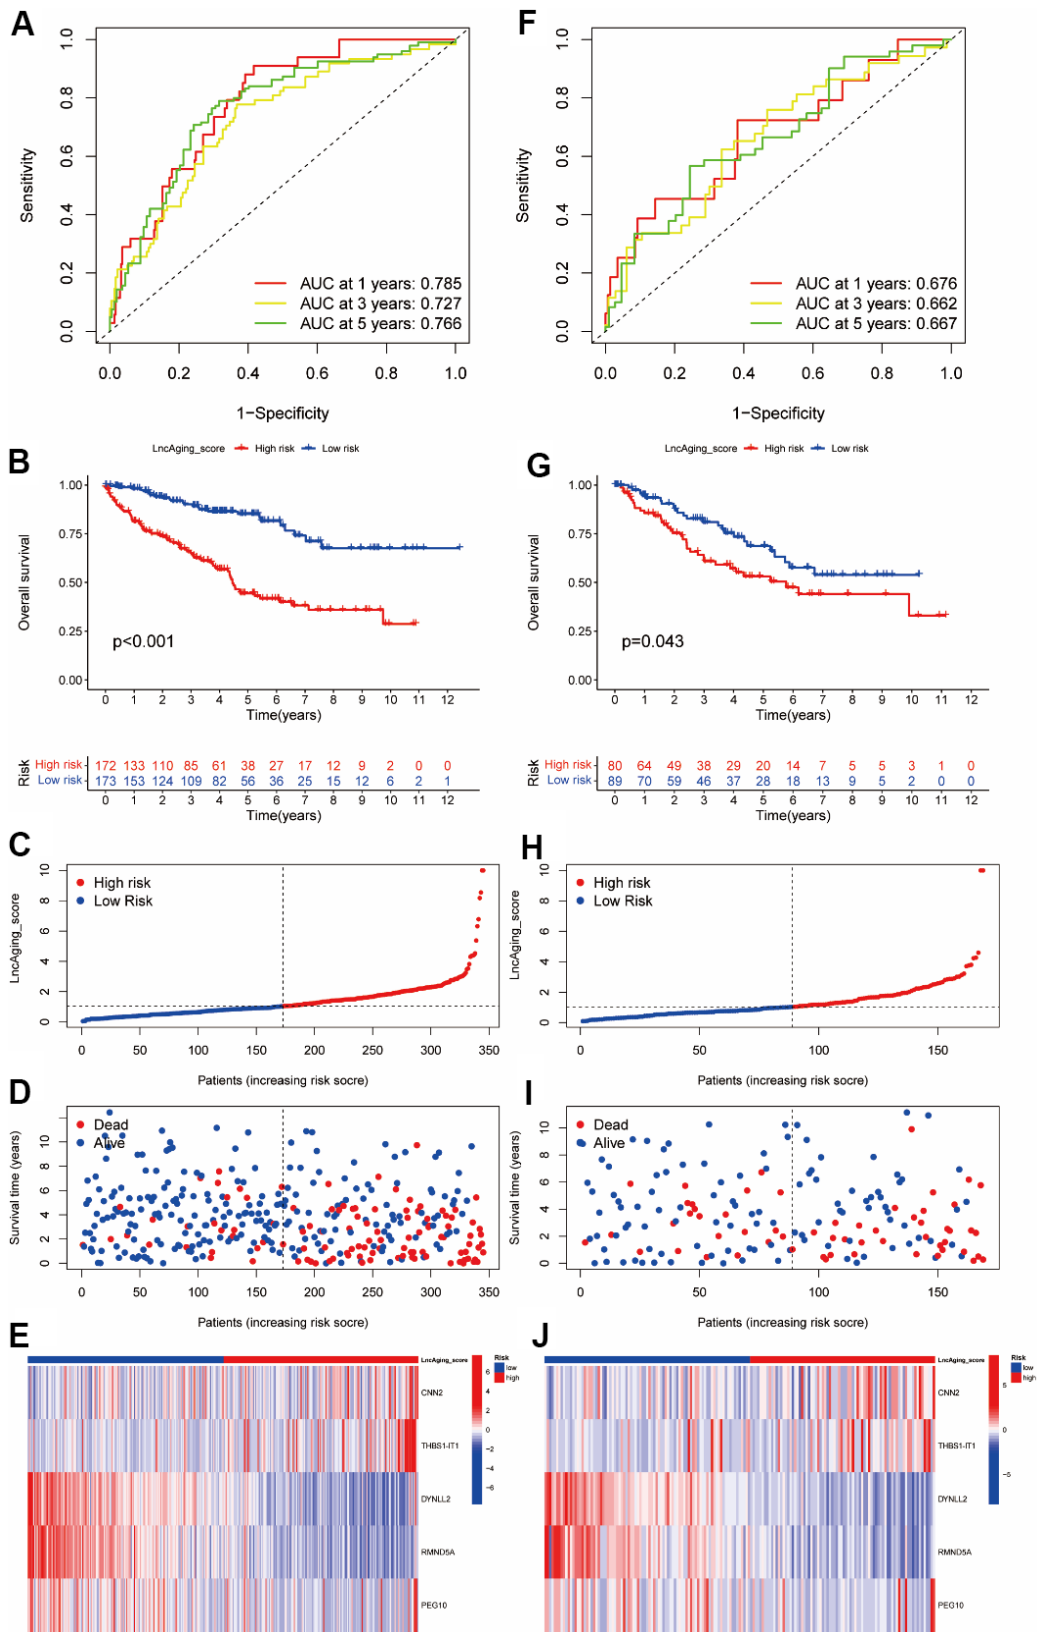 A
1.0
0.8
0.6
0.4
0.2
0.0
Sensitivity
AUC at 1 years: 0.785
AUC at 3 years: 0.727
AUC at 5 years: 0.766
0.0 0.2 0.4 0.6 0.8 1.0
1−Specificity
F
1.0
0.8
0.6
0.4
0.2
0.0
Sensitivity
AUC at 1 years: 0.676
AUC at 3 years: 0.662
AUC at 5 years: 0.667
0.0 0.2 0.4 0.6 0.8 1.0
1−Specificity
B
LncAging_score High risk Low risk
1.00
0.75
0.50
0.25
0.00
Overall survival
p<0.001
0 1 2 3 4 5 6 7 8 9 10 11 12
Time(years)
Risk
High risk 172 133 110 85 61 38 27 17 12 9 2 0 0
Low risk 173 153 124 109 82 56 36 25 15 12 6 2 1
0 1 2 3 4 5 6 7 8 9 10 11 12
Time(years)
G
LncAging_score High risk Low risk
1.00
0.75
0.50
0.25
0.00
Overall survival
p=0.043
0 1 2 3 4 5 6 7 8 9 10 11 12
Time(years)
Risk
High risk 80 64 49 38 29 20 14 7 5 5 3 1 0
Low risk 89 70 59 46 37 28 18 13 9 5 2 0 0
0 1 2 3 4 5 6 7 8 9 10 11 12
Time(years)
C
10
8
6
4
2
0
LncAging_score
High risk
Low Risk
0 50 100 150 200 250 300 350
Patients (increasing risk socre)
H
10
8
6
4
2
0
LncAging_score
High risk
Low Risk
0 50 100 150
Patients (increasing risk socre)
D
10
8
6
4
2
0
Survival time (years)
Dead
Alive
0 50 100 150 200 250 300 350
Patients (increasing risk socre)
I
10
8
6
4
2
0
Survival time (years)
Dead
Alive
0 50 100 150
Patients (increasing risk socre)
E
LncAging_score
CNN2
THBS1-IT1
DYNLL2
RMND5A
PEG10
6
4
2
0
−2
−4
−6
Risk
low
high
J
LncAging_score
CNN2
THBS1-IT1
DYNLL2
RMND5A
PEG10
5
0
−5
Risk
low
high